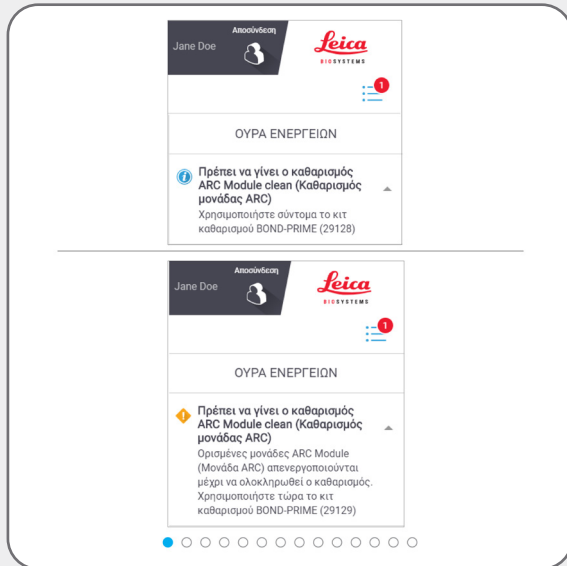 Αποσύνδεση
Jane Doe
Leica
BIOSYSTEMS
1
ΟΥΡΑ ΕΝΕΡΓΕΙΩΝ
Πρέπει να γίνει ο καθαρισμός
ARC Module clean (Καθαρισμός
μονάδας ARC)
Χρησιμοποιήστε σύντομα το κιτ
καθαρισμού BOND-PRIME (29128)
Αποσύνδεση
Jane Doe
Leica
BIOSYSTEMS
1
ΟΥΡΑ ΕΝΕΡΓΕΙΩΝ
Πρέπει να γίνει ο καθαρισμός
ARC Module clean (Καθαρισμός
μονάδας ARC)
Ορισμένες μονάδες ARC Module
(Μονάδα ARC) απενεργοποιούνται
μέχρι να ολοκληρωθεί ο καθαρισμός.
Χρησιμοποιήστε τώρα το κιτ
καθαρισμού BOND-PRIME (29129)